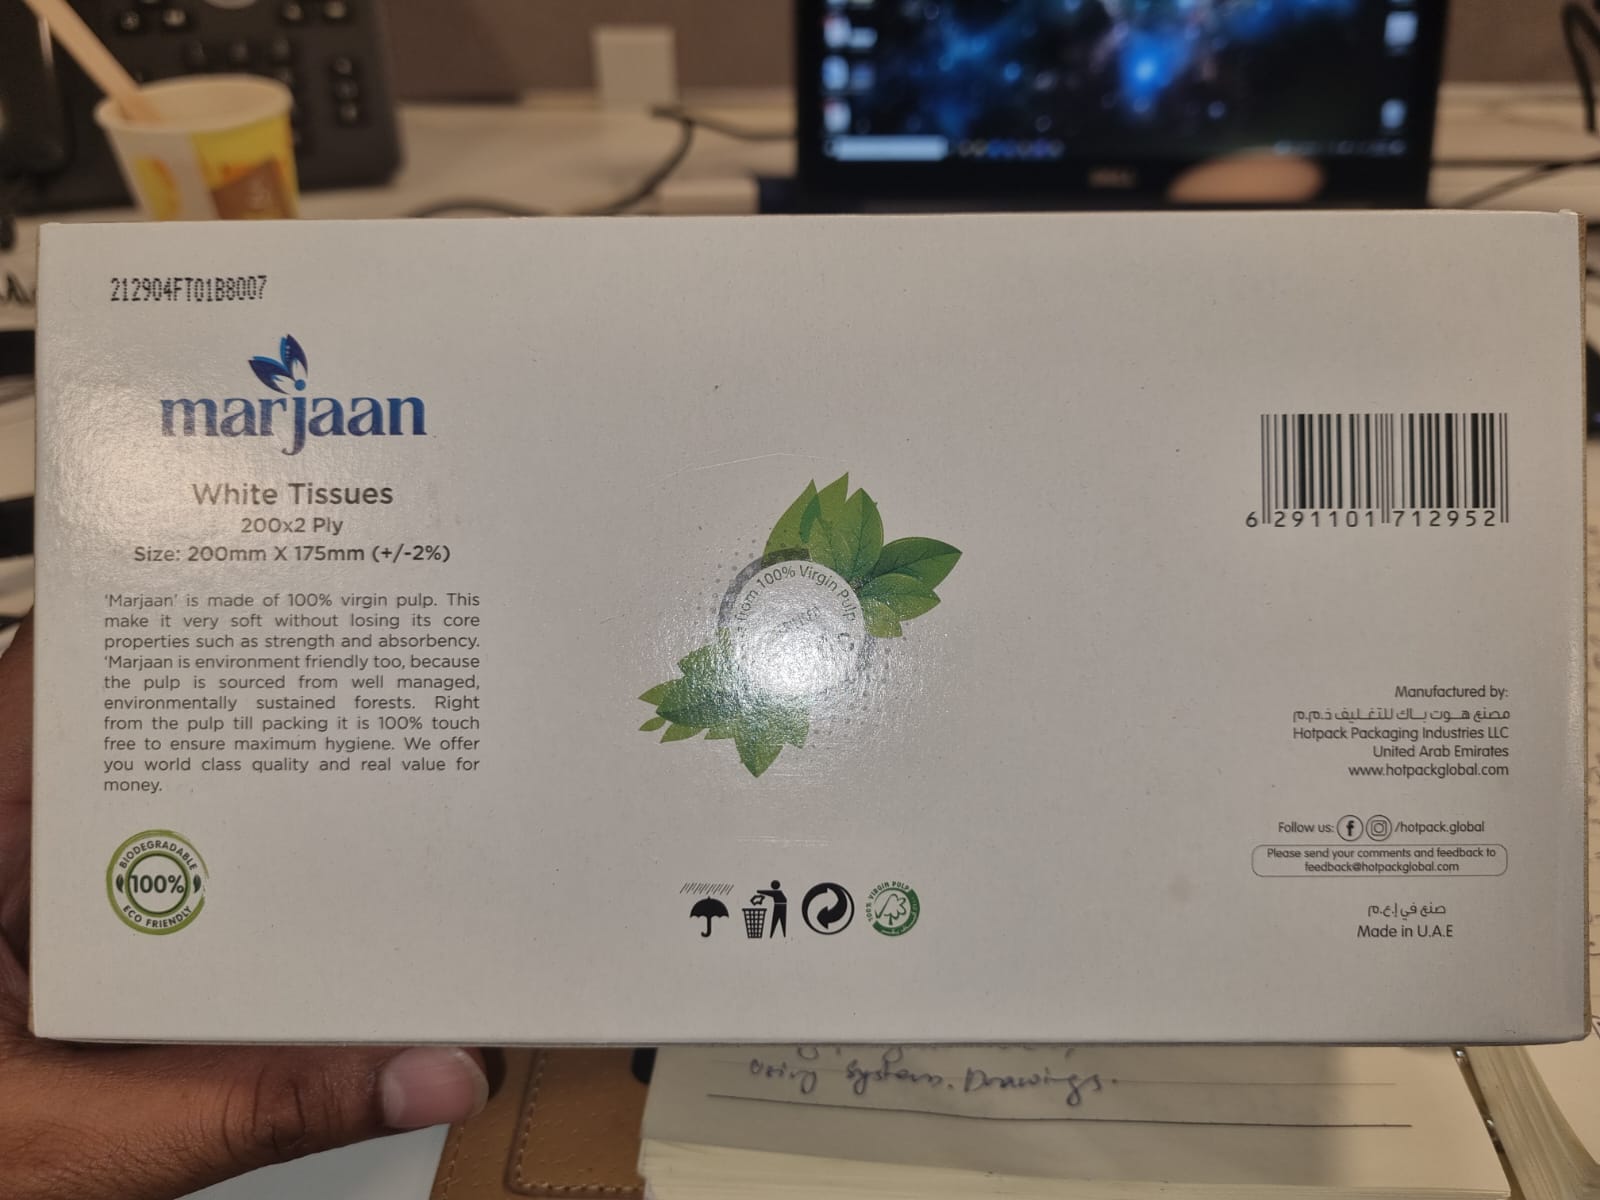 212904FT01B8007
marjaan
White Tissues
200x2 Ply
Size: 200mm X 175mm (+/-2%)
'Marjaan' is made of 100% virgin pulp. This
make it very soft without losing its core
properties such as strength and absorbency.
'Marjaan is environment friendly too, because
the pulp is sourced from well managed,
environmentally sustained forests. Right
from the pulp till packing it is 100% touch
free to ensure maximum hygiene. We offer
you world class quality and real value for
money.
BIODEGRADABLE
100%
ECO FRIENDLY
from 100% Virgin Pulp
100% VIRGIN PULP
6 291101 712952
Manufactured by:
مصنع هوت باك للتغليف ذ.م.م
Hotpack Packaging Industries LLC
United Arab Emirates
www.hotpackglobal.com
Follow us: /hotpack.global
Please send your comments and feedback to
feedback@hotpackglobal.com
صنع في إ.ع.م
Made in U.A.E
DELL
using system. Drawings.